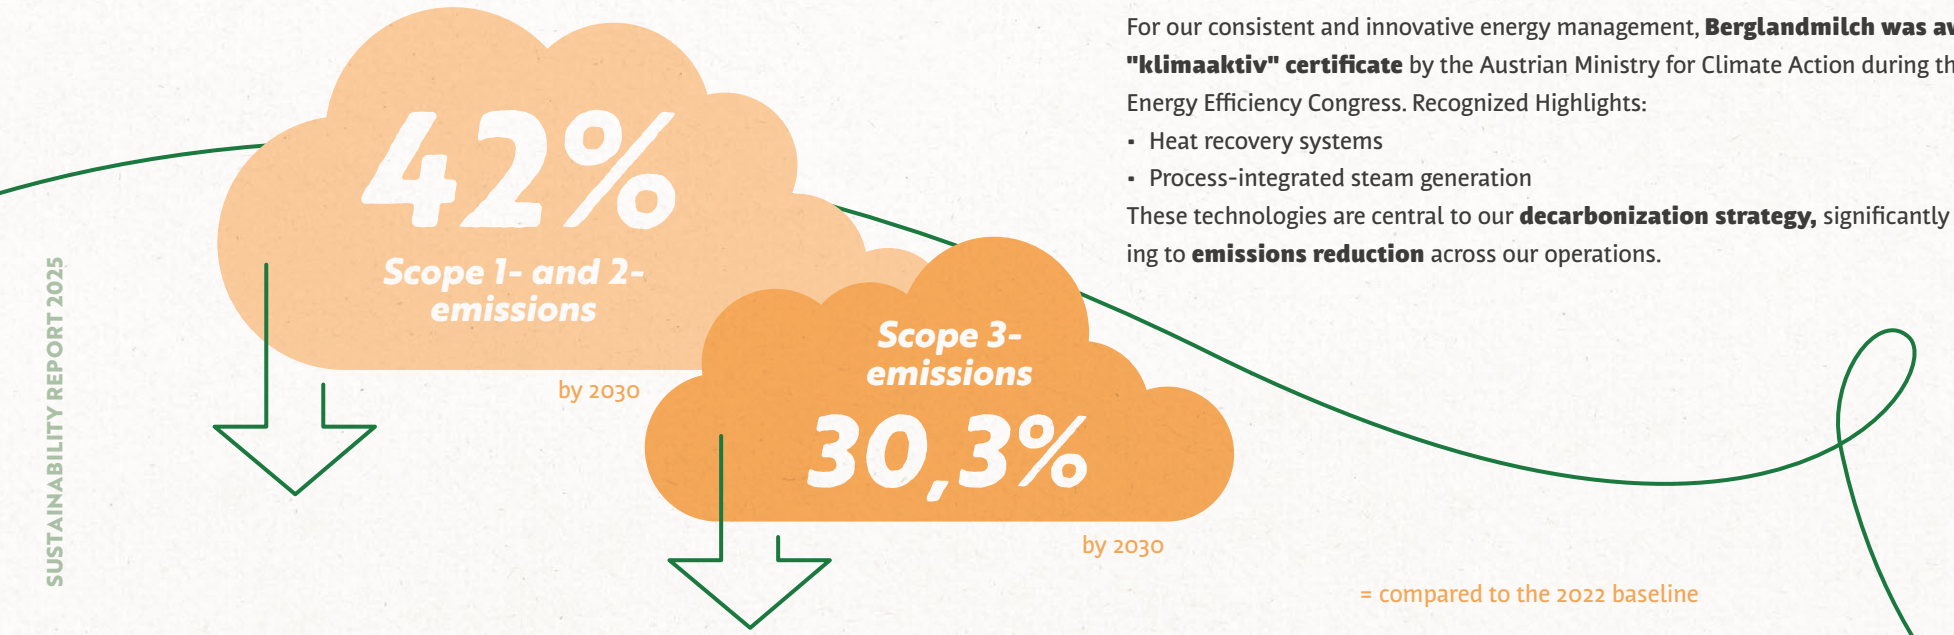 42%
Scope 1- and 2-
emissions
by 2030
Scope 3-
emissions
30,3%
by 2030
For our consistent and innovative energy management, Berglandmilch was
"klimaaktiv" certificate by the Austrian Ministry for Climate Action during
Energy Efficiency Congress. Recognized Highlights:
▪ Heat recovery systems
▪ Process-integrated steam generation
These technologies are central to our decarbonization strategy, significantly
ing to emissions reduction across our operations.
= compared to the 2022 baseline
SUSTAINABILITY REPORT 2025